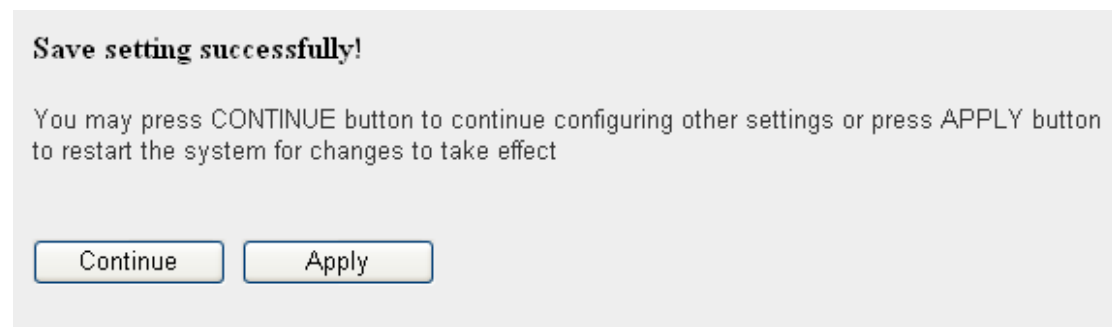 Save setting successfully!
You may press CONTINUE button to continue configuring other settings or press APPLY button
to restart the system for changes to take effect
Continue Apply